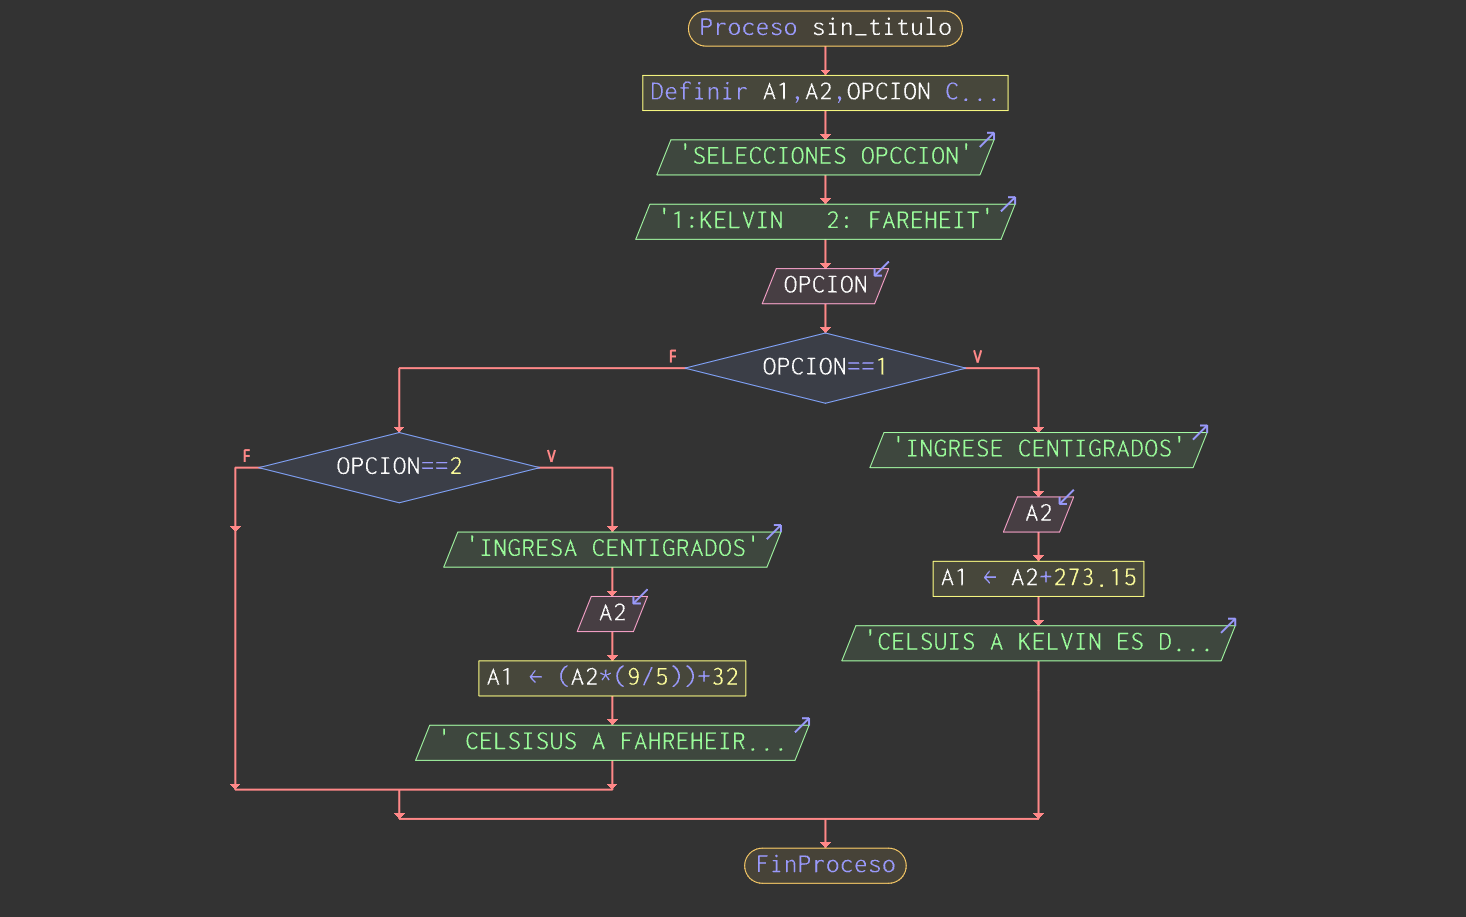 Proceso sin_titulo
Definir A1,A2,OPCION C...
'SELECCIONES OPCCION'
'1:KELVIN   2: FAREHEIT'
OPCION
F
V
OPCION==1
F
V
OPCION==2
'INGRESA CENTIGRADOS'
A2
A1 ← (A2*(9/5))+32
' CELSISUS A FAHREHEIR...
'INGRESE CENTIGRADOS'
A2
A1 ← A2+273.15
'CELSUIS A KELVIN ES D...
FinProceso